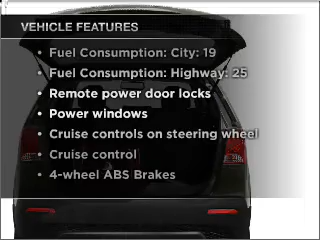 VEHICLE FEATURES
• Fuel Consumption: City: 19
• Fuel Consumption: Highway: 25
• Remote power door locks
• Power windows
• Cruise controls on steering wheel
• Cruise control
• 4-wheel ABS Brakes